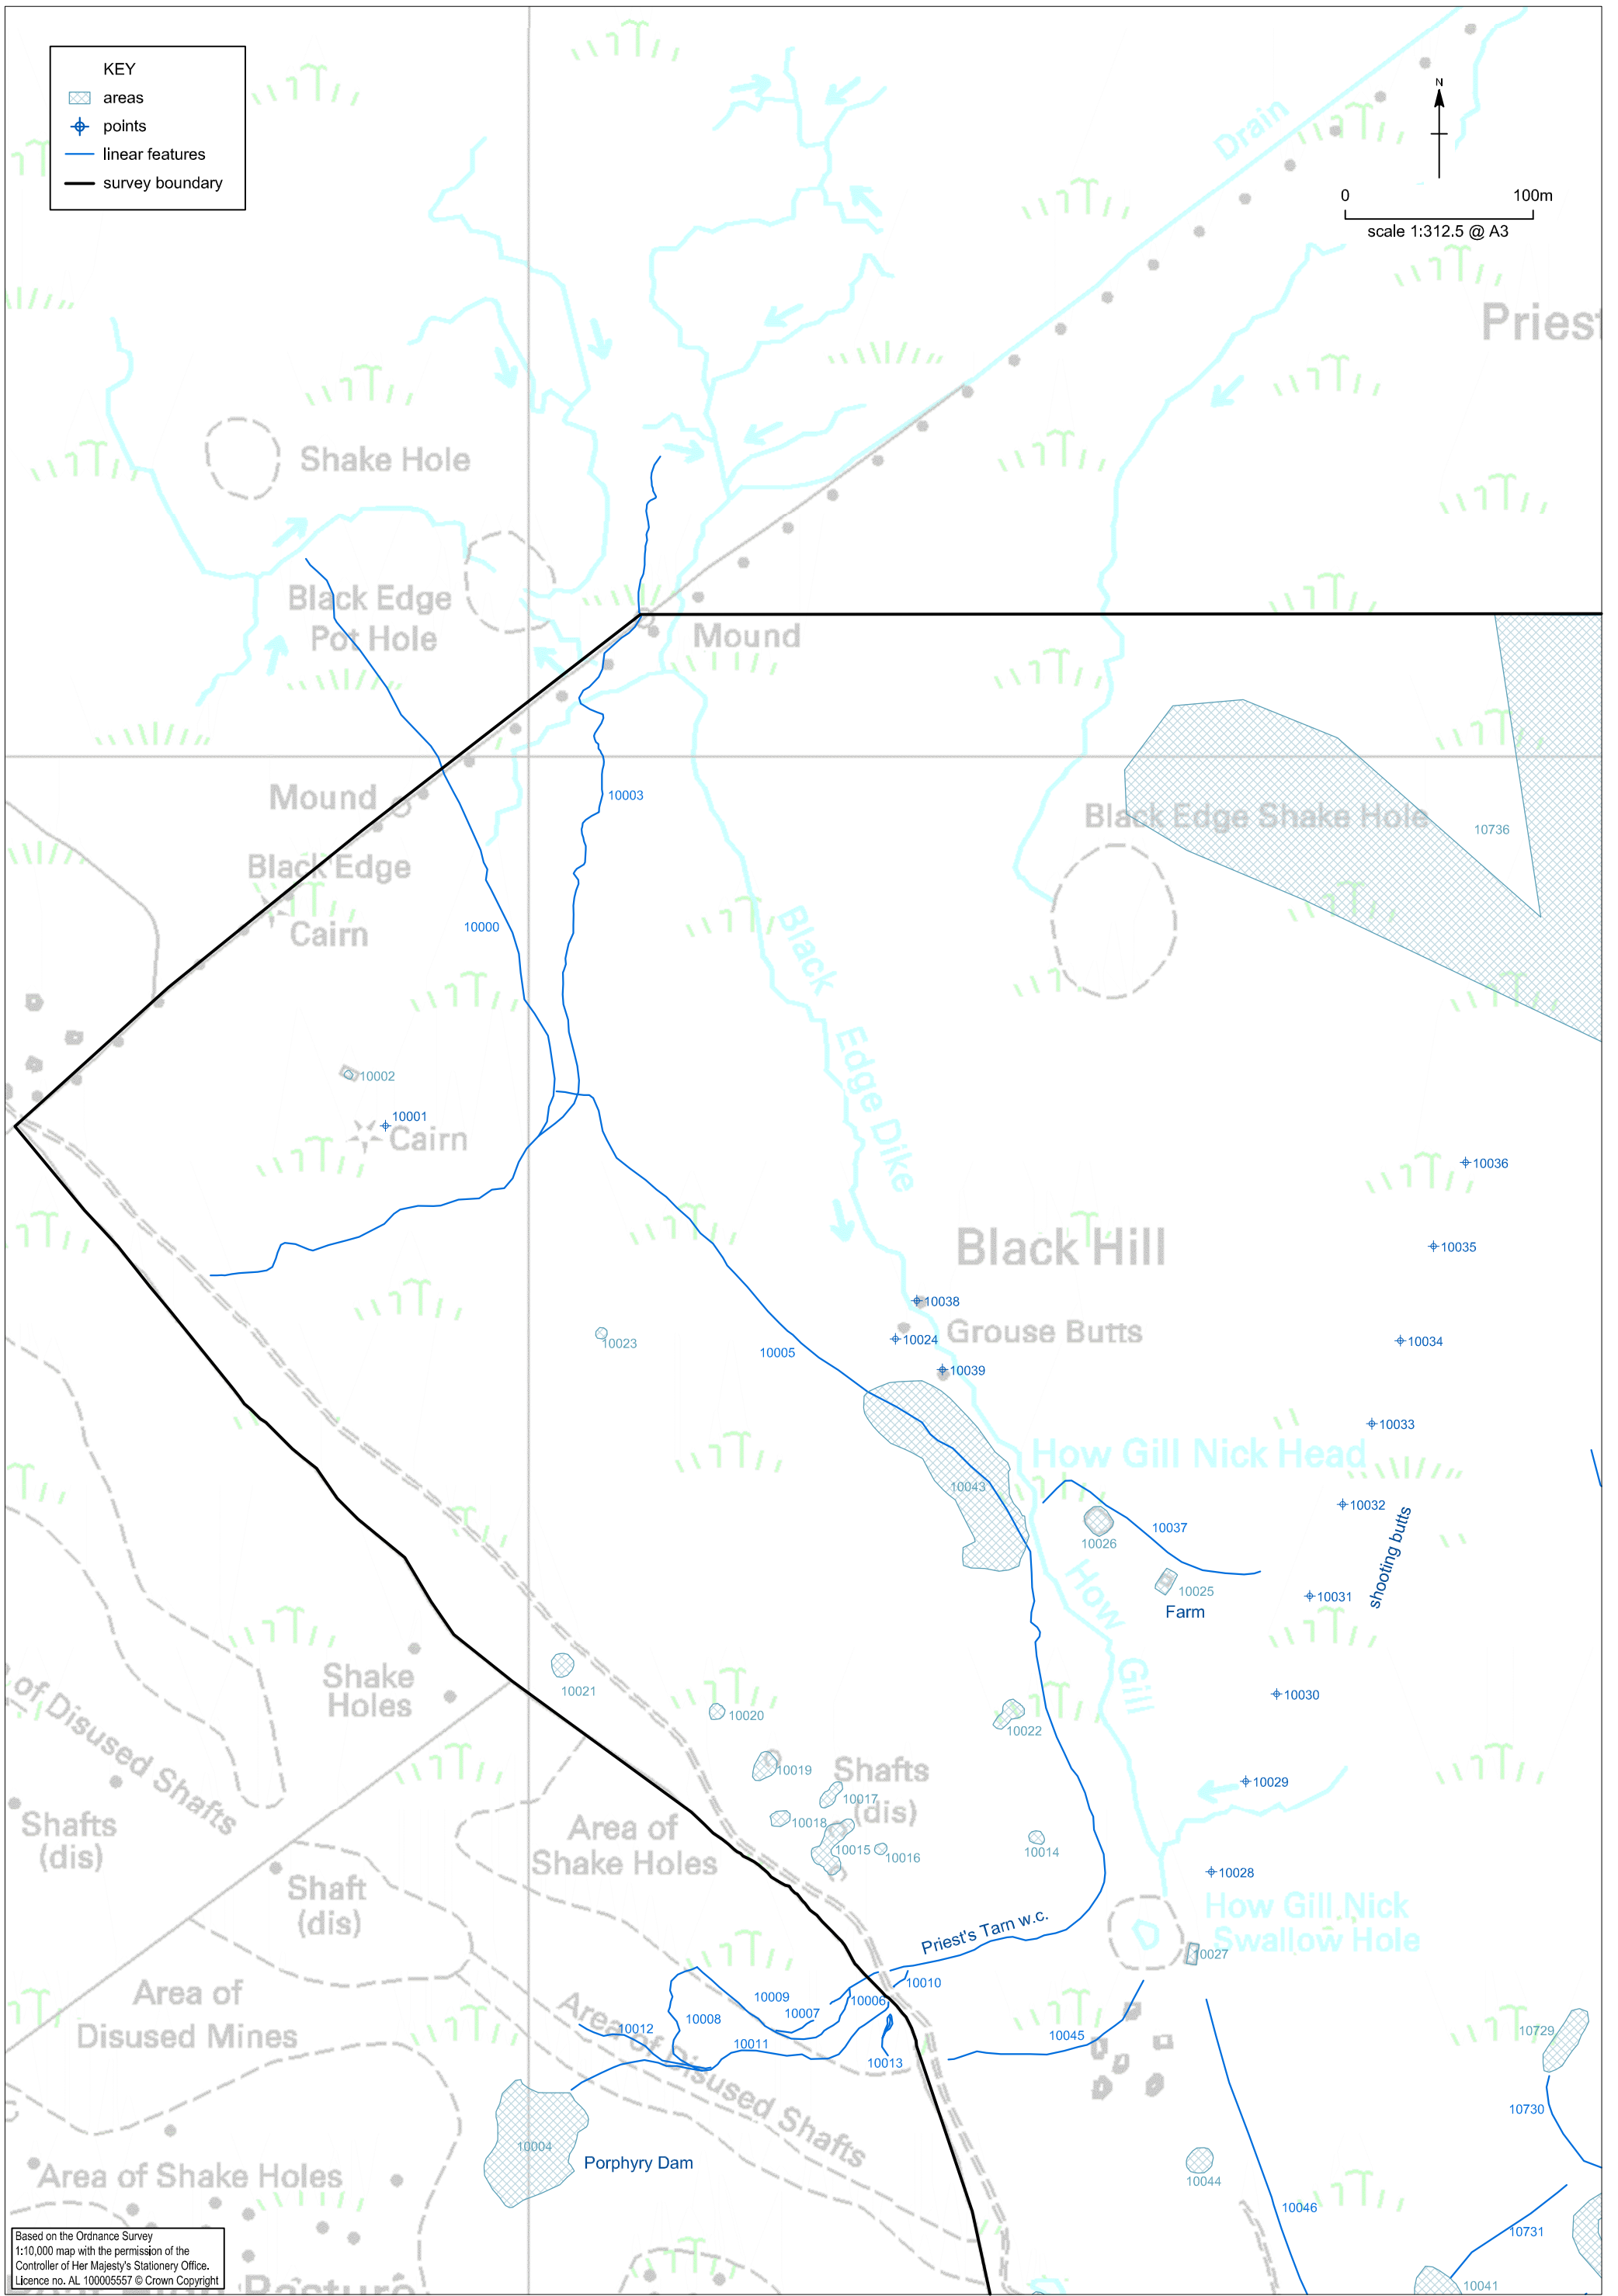 KEY
areas
points
linear features
survey boundary
N
0 100m
scale 1:312.5 @ A3
Drain
Priest
Shake Hole
Black Edge
Pot Hole
Mound
Mound
Black Edge
Cairn
10003
10000
Black Edge Shake Hole
10736
Black
Edge Dike
10002
10001
Cairn
10036
10035
Black Hill
10038
10024
Grouse Butts
10034
10023
10005
10039
10033
How Gill Nick Head
10043
10032
10037
10026
shooting butts
10025
Farm
10031
How
Gill
10021
Shake
Holes
10030
10020
10022
of Disused Shafts
10019
Shafts
(dis)
10029
10017
10018
10015
10016
10014
Shafts
(dis)
Area of
Shake Holes
10028
Shaft
(dis)
How Gill Nick
Swallow Hole
Priest's Tarn w.c.
10027
10010
10009
10006
10007
10008
10012
10011
10013
10045
Area of
Disused Mines
Area of Disused Shafts
10729
10730
10004
Porphyry Dam
10044
Area of Shake Holes
10046
10731
10041
Based on the Ordnance Survey
1:10,000 map with the permission of the
Controller of Her Majesty's Stationery Office.
Licence no. AL 100005557 © Crown Copyright